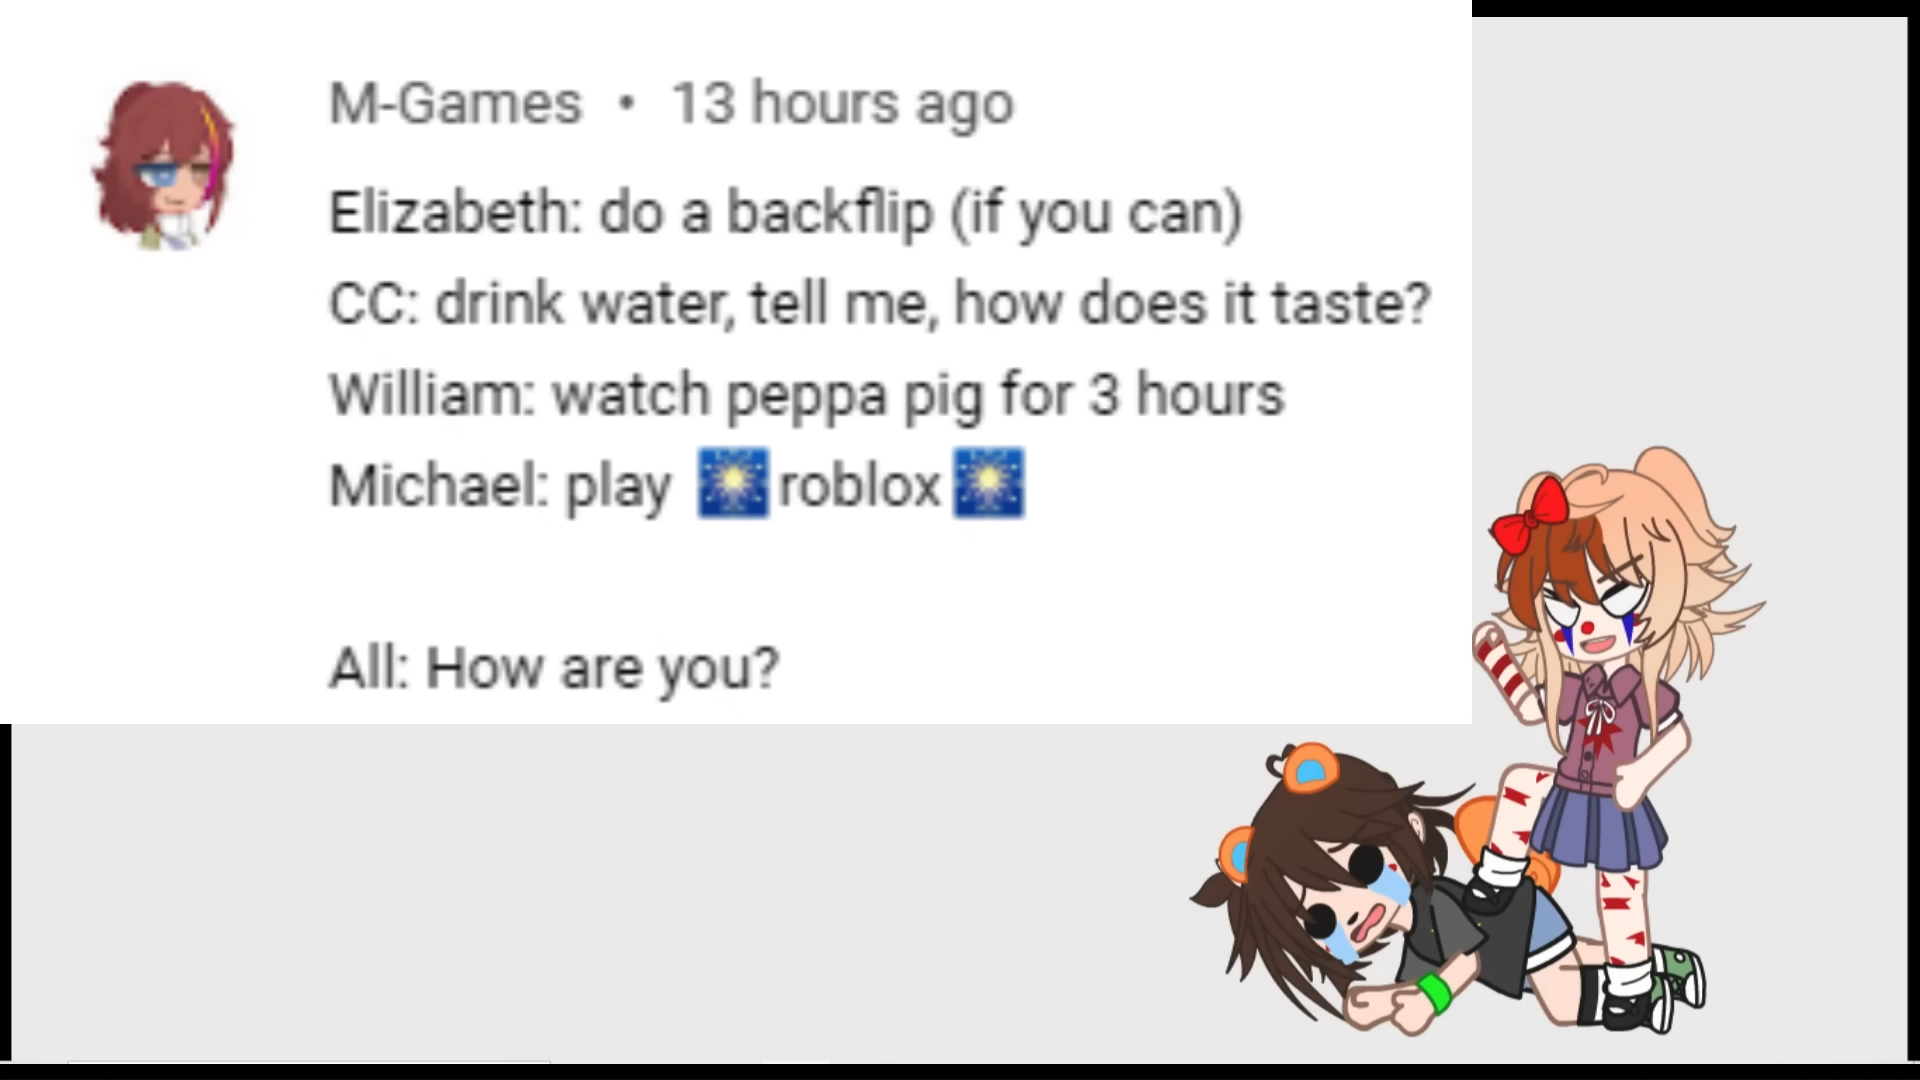 M-Games • 13 hours ago
Elizabeth: do a backflip (if you can)
CC: drink water, tell me, how does it taste?
William: watch peppa pig for 3 hours
Michael: play 🎇roblox🎇
All: How are you?